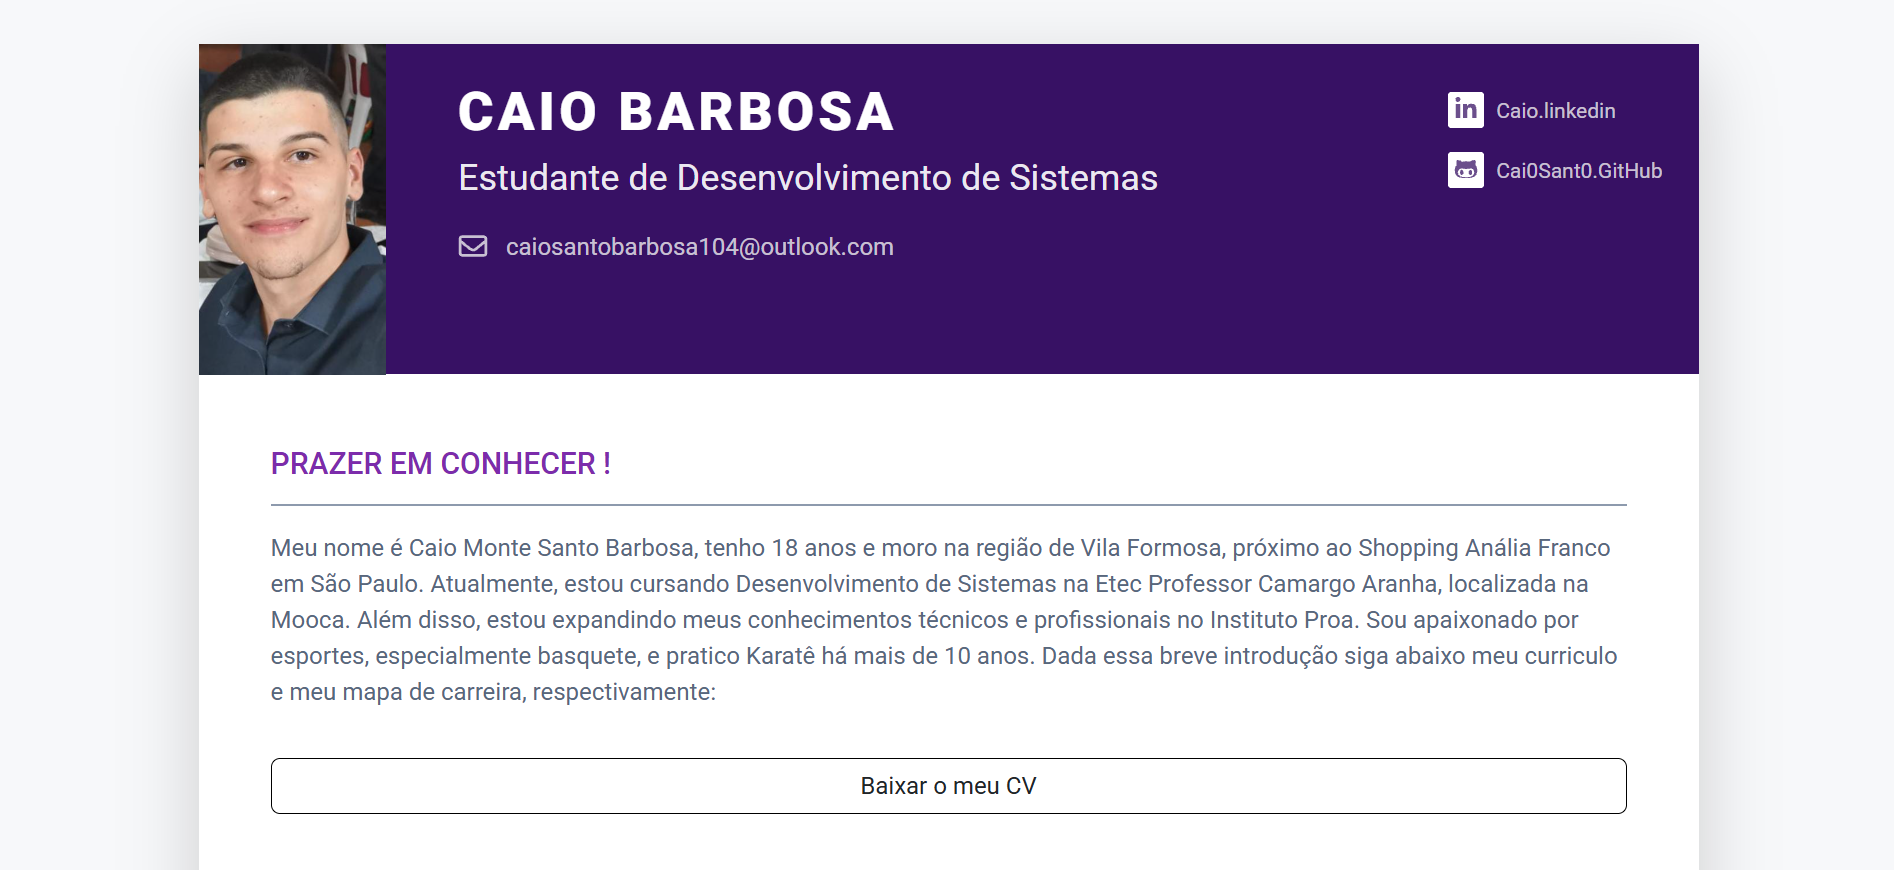 CAIO BARBOSA
Estudante de Desenvolvimento de Sistemas
caiosantobarbosa104@outlook.com
in Caio.linkedin
Cai0Sant0.GitHub
PRAZER EM CONHECER !
Meu nome é Caio Monte Santo Barbosa, tenho 18 anos e moro na região de Vila Formosa, próximo ao Shopping Anália Franco
em São Paulo. Atualmente, estou cursando Desenvolvimento de Sistemas na Etec Professor Camargo Aranha, localizada na
Mooca. Além disso, estou expandindo meus conhecimentos técnicos e profissionais no Instituto Proa. Sou apaixonado por
esportes, especialmente basquete, e pratico Karatê há mais de 10 anos. Dada essa breve introdução siga abaixo meu curriculo
e meu mapa de carreira, respectivamente:
Baixar o meu CV